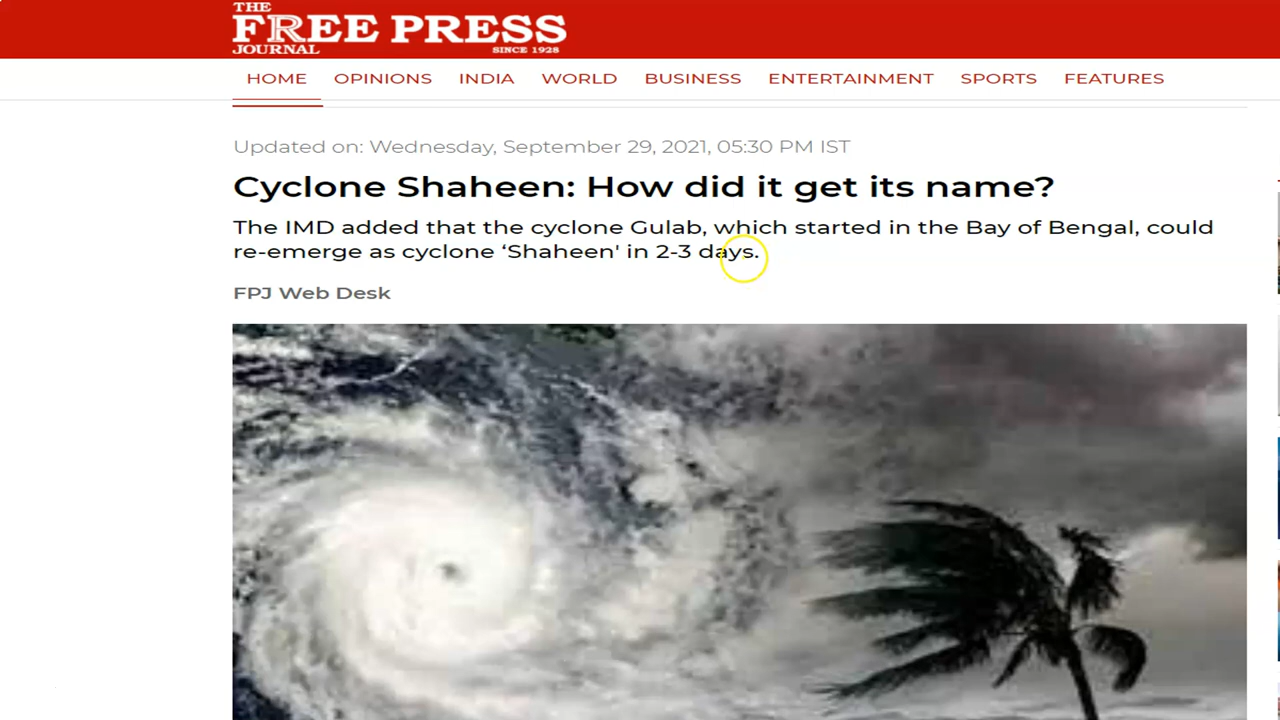 THE
FREE PRESS
JOURNAL SINCE 1928
HOME OPINIONS INDIA WORLD BUSINESS ENTERTAINMENT SPORTS FEATURES
Updated on: Wednesday, September 29, 2021, 05:30 PM IST
Cyclone Shaheen: How did it get its name?
The IMD added that the cyclone Gulab, which started in the Bay of Bengal, could
re-emerge as cyclone ‘Shaheen' in 2-3 days.
FPJ Web Desk